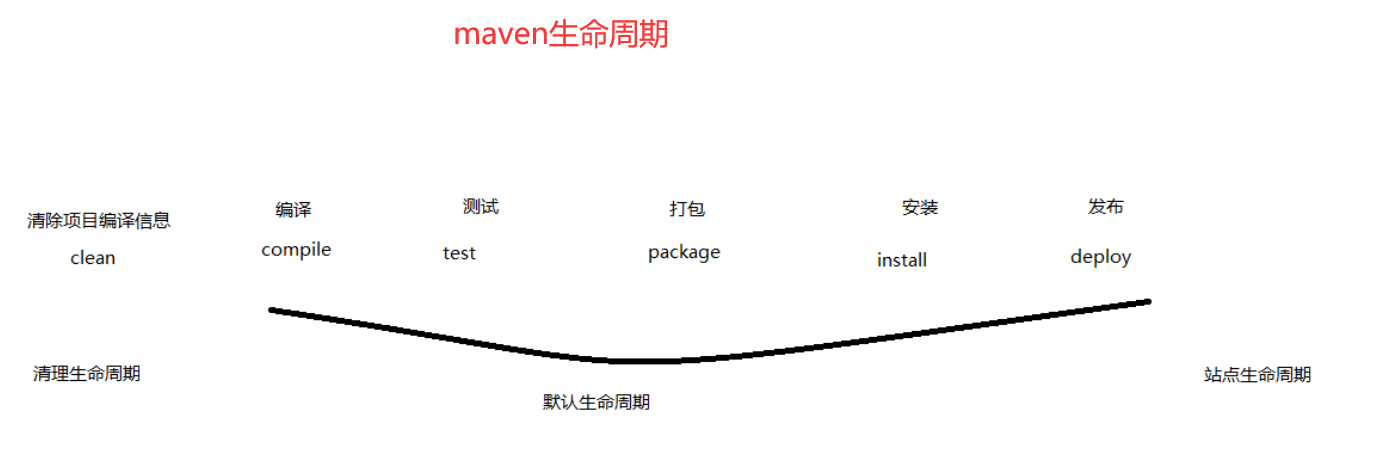 maven生命周期
清除项目编译信息
clean
编译
compile
测试
test
打包
package
安装
install
发布
deploy
清理生命周期
默认生命周期
站点生命周期